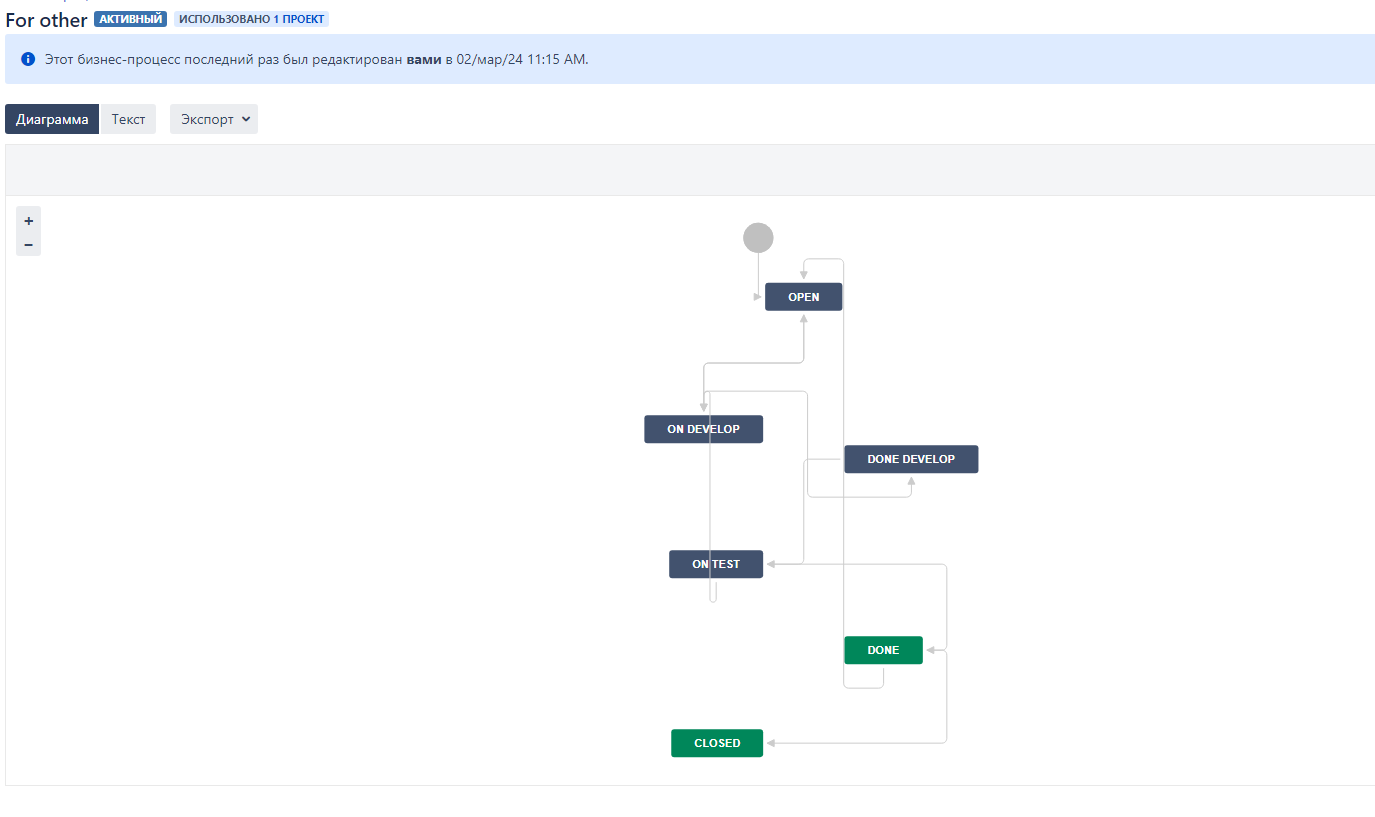 For other АКТИВНЫЙ ИСПОЛЬЗОВАНО 1 ПРОЕКТ
Этот бизнес-процесс последний раз был редактирован вами в 02/мар/24 11:15 AM.
Диаграмма Текст Экспорт
+
−
OPEN
ON DEVELOP
DONE DEVELOP
ON TEST
DONE
CLOSED